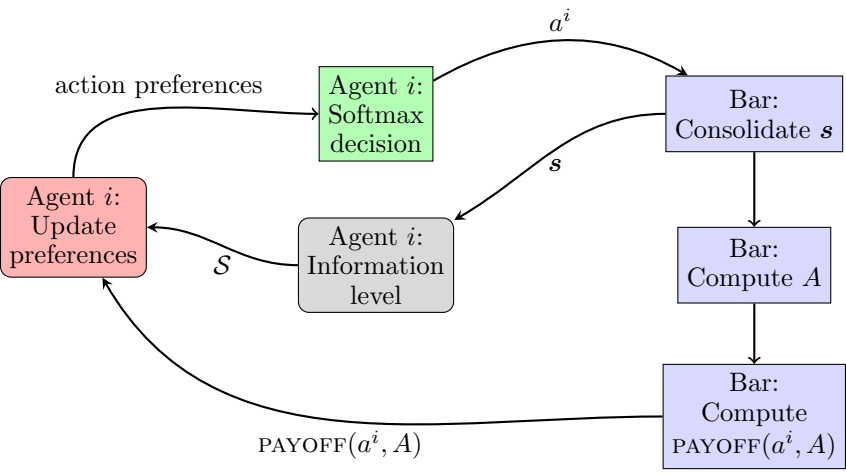 a^i
action preferences
Agent i:
Softmax
decision
Bar:
Consolidate s
s
Agent i:
Update
preferences
Agent i:
Information
level
S
Bar:
Compute A
Bar:
Compute
PAYOFF(a^i, A)
PAYOFF(a^i, A)